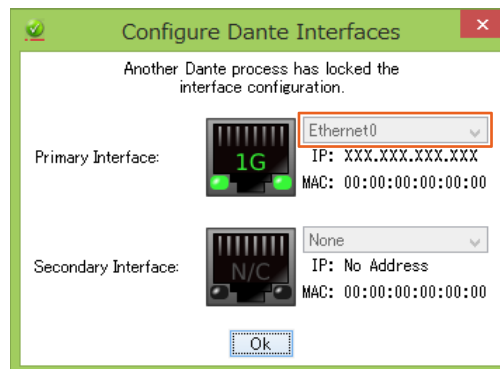 Configure Dante Interfaces
Another Dante process has locked the
interface configuration.
Ethernet0
Primary Interface:
1G
IP: XXX.XXX.XXX.XXX
MAC: 00:00:00:00:00:00
None
Secondary Interface:
N/C
IP: No Address
MAC: 00:00:00:00:00:00
Ok